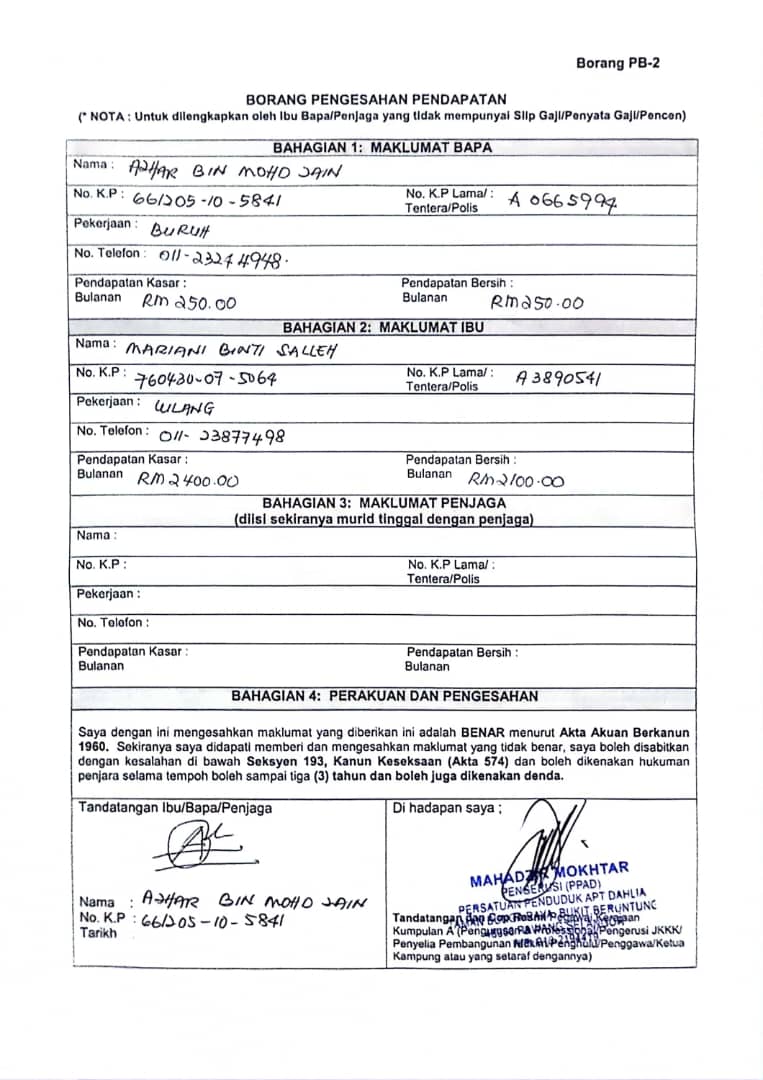 Borang PB-2
BORANG PENGESAHAN PENDAPATAN
(* NOTA : Untuk dilengkapkan oleh Ibu Bapa/Penjaga yang tidak mempunyai Slip Gaji/Penyata Gaji/Pencen)
BAHAGIAN 1: MAKLUMAT BAPA
Nama : AZHAR BIN MOHD JAIN
No. K.P : 661205-10-5841 No. K.P Lama/ : A 0665994
Tentera/Polis
Pekerjaan : BURUH
No. Telefon : 011-23274948.
Pendapatan Kasar : Pendapatan Bersih :
Bulanan RM 250.00 Bulanan RM250.00
BAHAGIAN 2: MAKLUMAT IBU
Nama : MARIANI BINTI SALLEH
No. K.P : 760430-07-5064 No. K.P Lama/ : A3890541
Tentera/Polis
Pekerjaan :
No. Telefon : 011- 23877498
Pendapatan Kasar : Pendapatan Bersih :
Bulanan RM 2400.00 Bulanan RM2100.00
BAHAGIAN 3: MAKLUMAT PENJAGA
(diisi sekiranya murid tinggal dengan penjaga)
Nama :
No. K.P : No. K.P Lama/ :
Tentera/Polis
Pekerjaan :
No. Telefon :
Pendapatan Kasar : Pendapatan Bersih :
Bulanan Bulanan
BAHAGIAN 4: PERAKUAN DAN PENGESAHAN
Saya dengan ini mengesahkan maklumat yang diberikan ini adalah BENAR menurut Akta Akuan Berkanun
1960. Sekiranya saya didapati memberi dan mengesahkan maklumat yang tidak benar, saya boleh disabitkan
dengan kesalahan di bawah Seksyen 193, Kanun Keseksaan (Akta 574) dan boleh dikenakan hukuman
penjara selama tempoh boleh sampai tiga (3) tahun dan boleh juga dikenakan denda.
Tandatangan Ibu/Bapa/Penjaga
Nama : AZHAR BIN MOHD JAIN
No. K.P : 661205-10-5841
Tarikh
Di hadapan saya ;
MAHADZIR MOKHTAR
PENGERUSI (PPAD)
PERSATUAN PENDUDUK APT DAHLIA
BUKIT BERUNTUNG
Tandatangan dan Cop Rasmi Pegawai Kerajaan
Kumpulan A (Pengurusan & Professional/Pengerusi JKKK/
Penyelia Pembangunan /Penghulu/Penggawa/Ketua
Kampung atau yang setaraf dengannya)